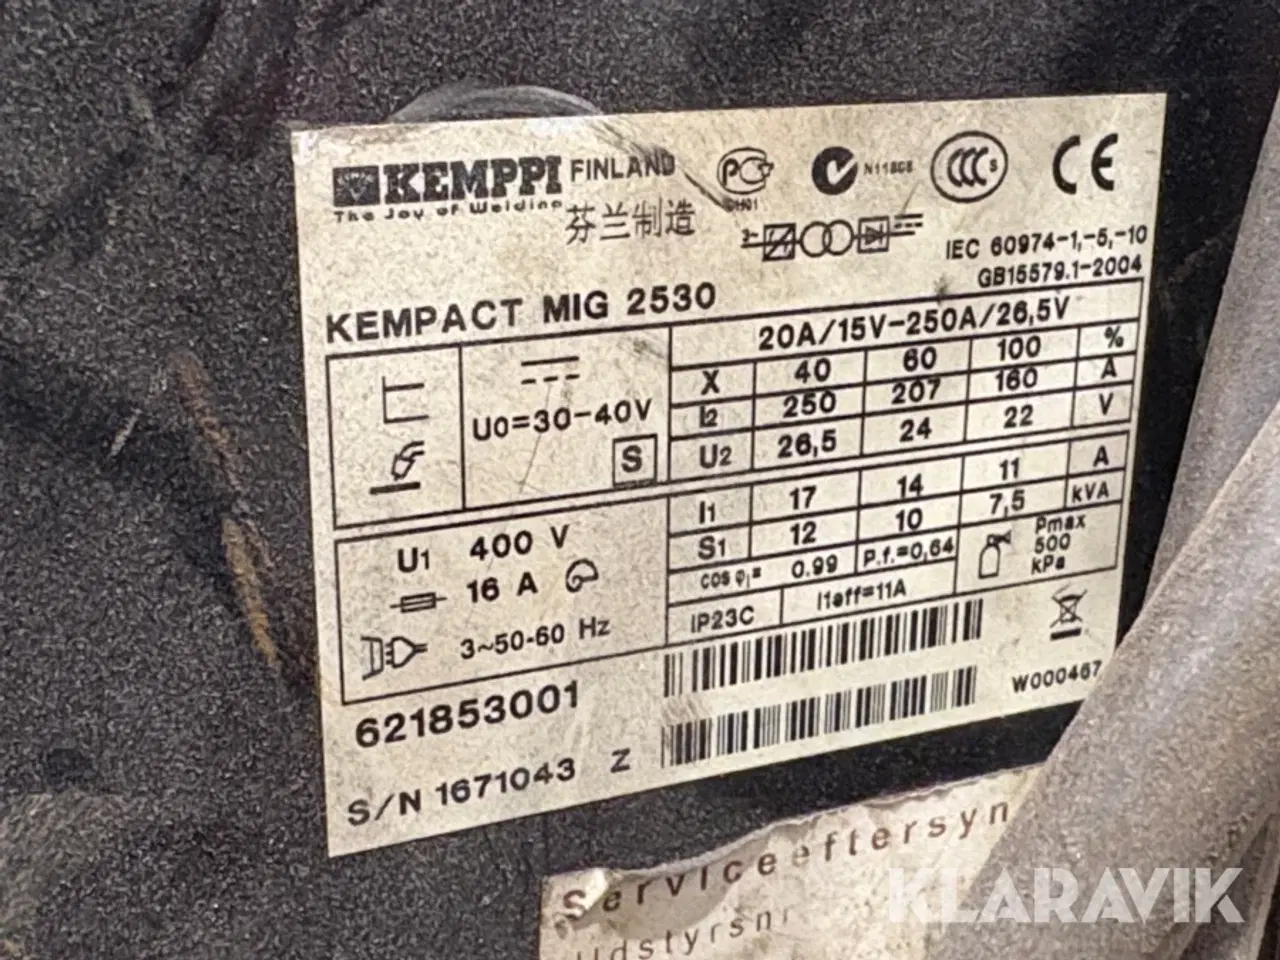 KEMPPI FINLAND
The Joy of Welding
芬兰制造
N11868
CCC S
CE
IEC 60974-1,-5,-10
GB15579.1-2004
KEMPACT MIG 2530
20A/15V-250A/26,5V
X 40 60 100 %
I2 250 207 160 A
U2 26,5 24 22 V
U0=30-40V
S
I1 17 14 11 A
S1 12 10 7,5 kVA
cos φ1= 0.99 P.f.=0,64
IP23C I1eff=11A
Pmax
500
kPa
U1 400 V
16 A
3~50-60 Hz
621853001
S/N 1671043 Z
W000467
Serviceeftersyn
Udstyrsnr
KLARAVIK